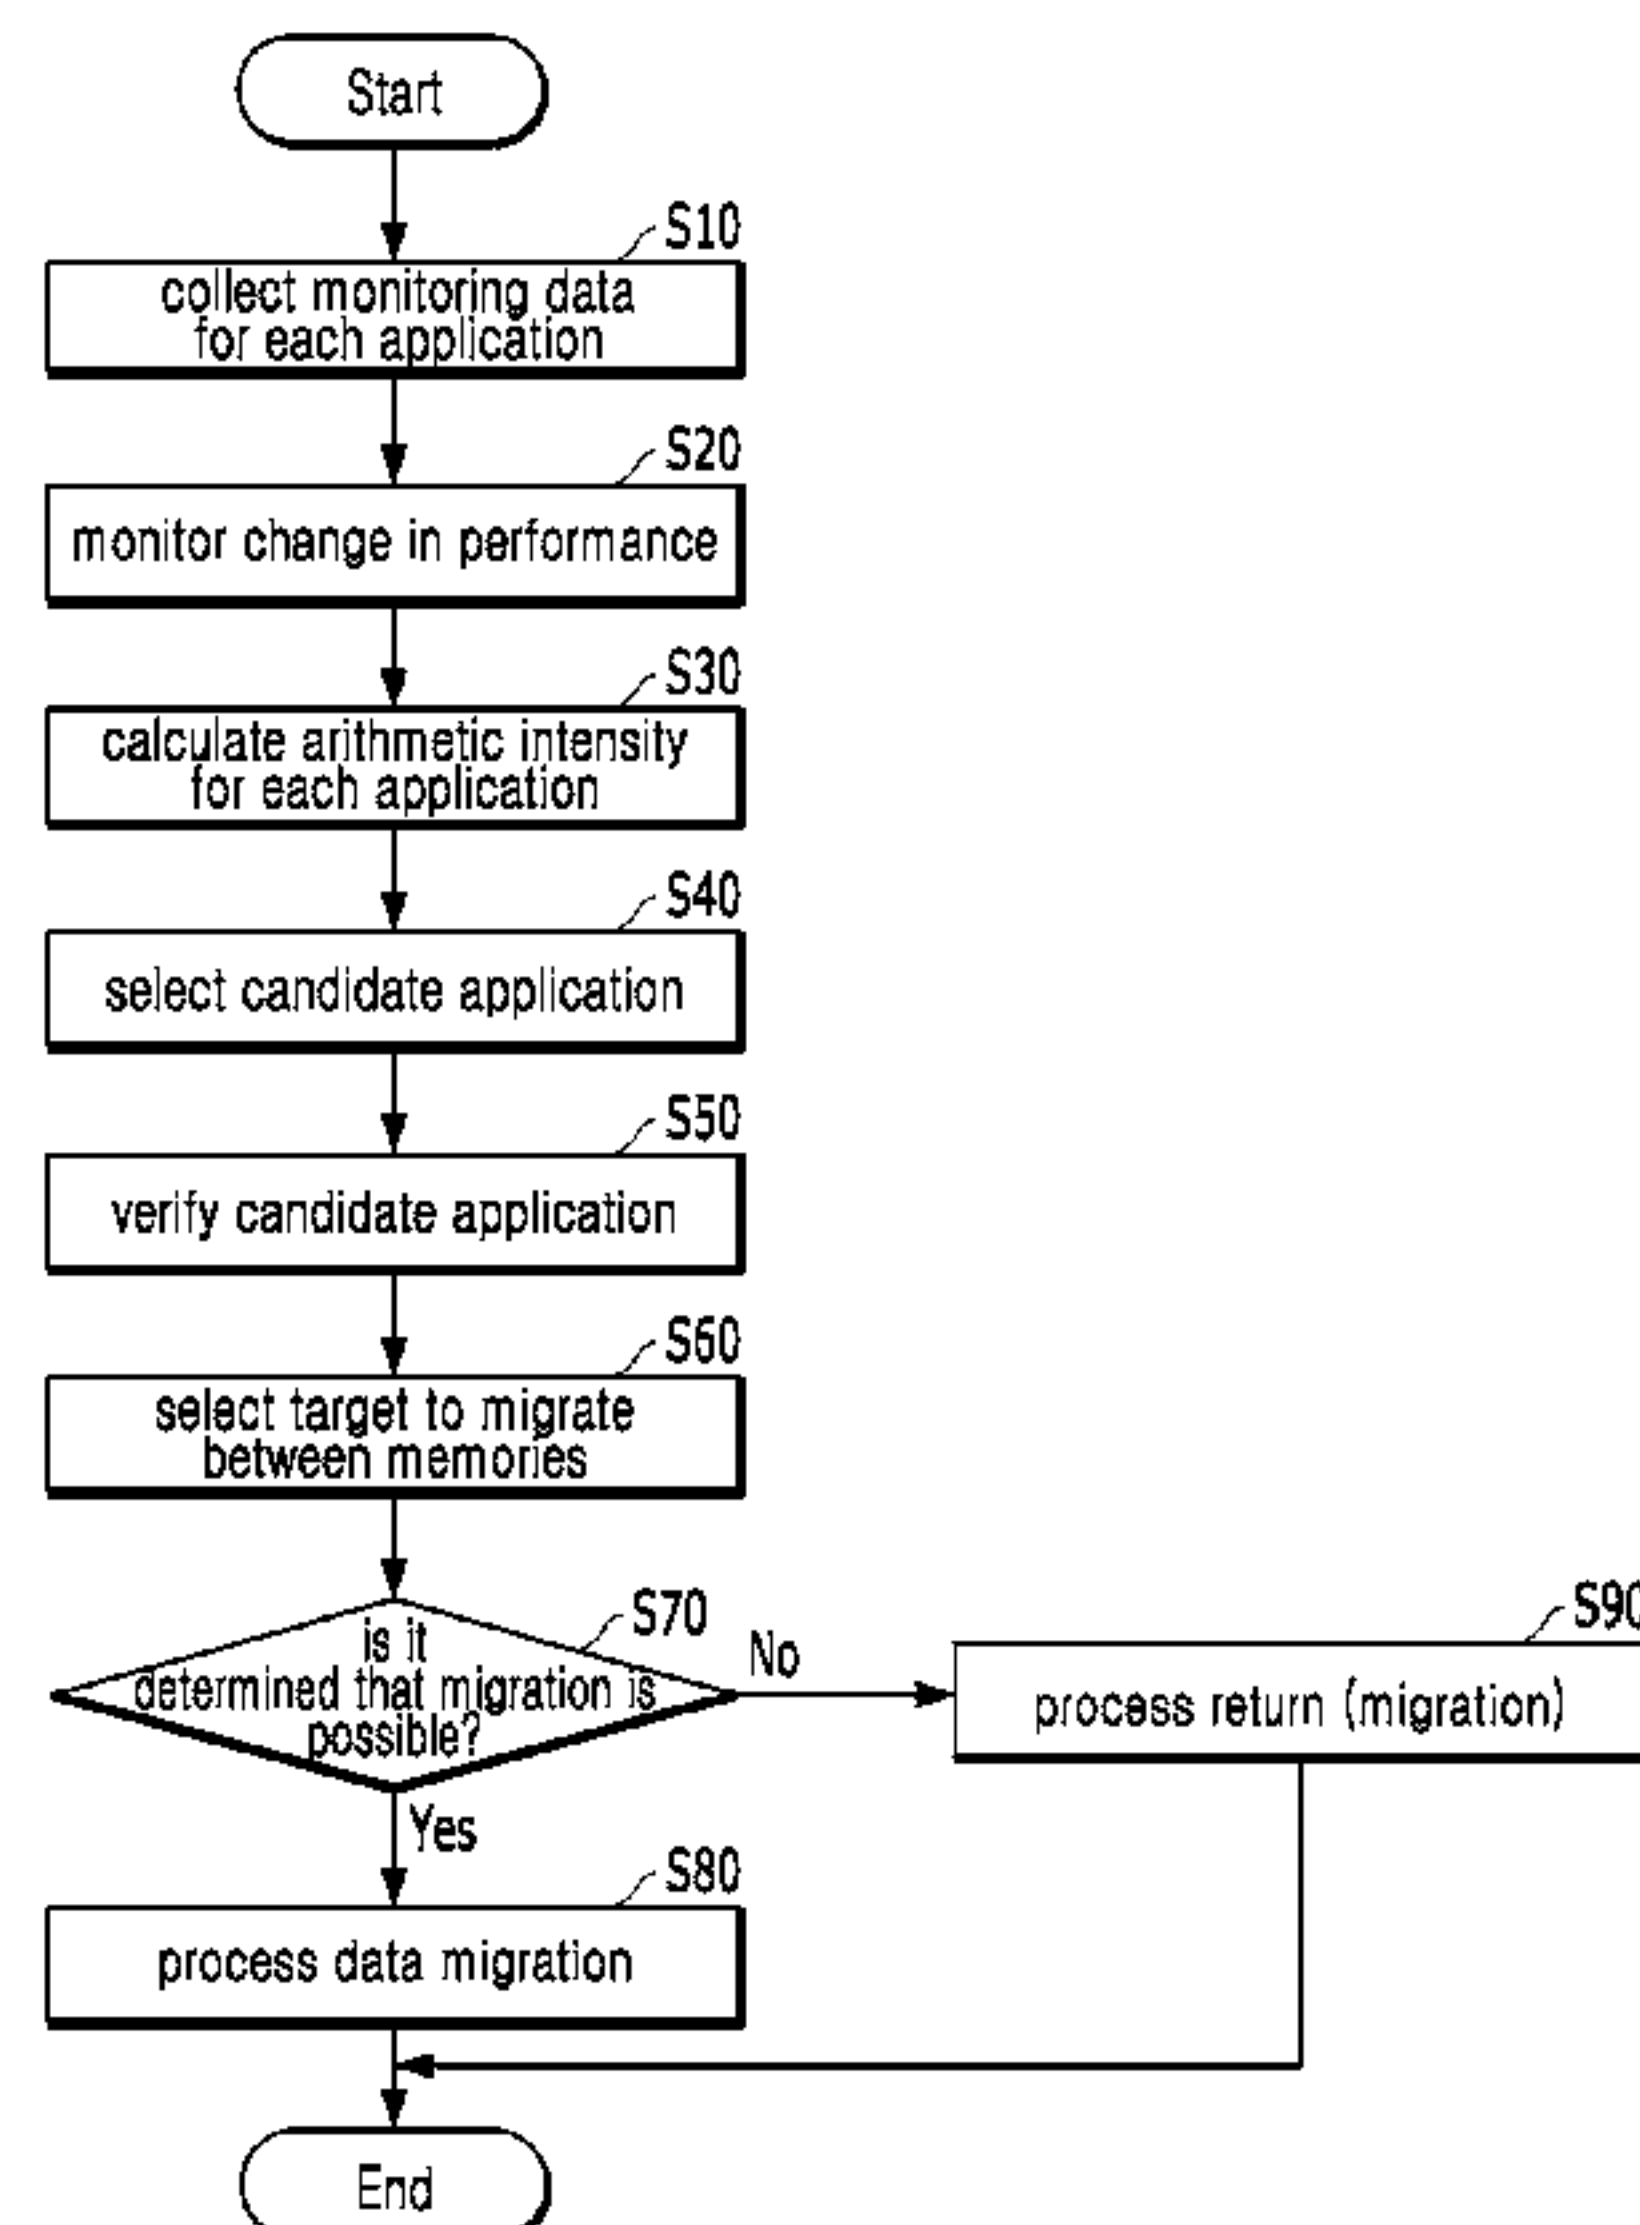 Start
S10
collect monitoring data
for each application
S20
monitor change in performance
S30
calculate arithmetic intensity
for each application
S40
select candidate application
S50
verify candidate application
S60
select target to migrate
between memories
S70
is it
determined that migration is
possible?
No
S90
process return (migration)
Yes
S80
process data migration
End